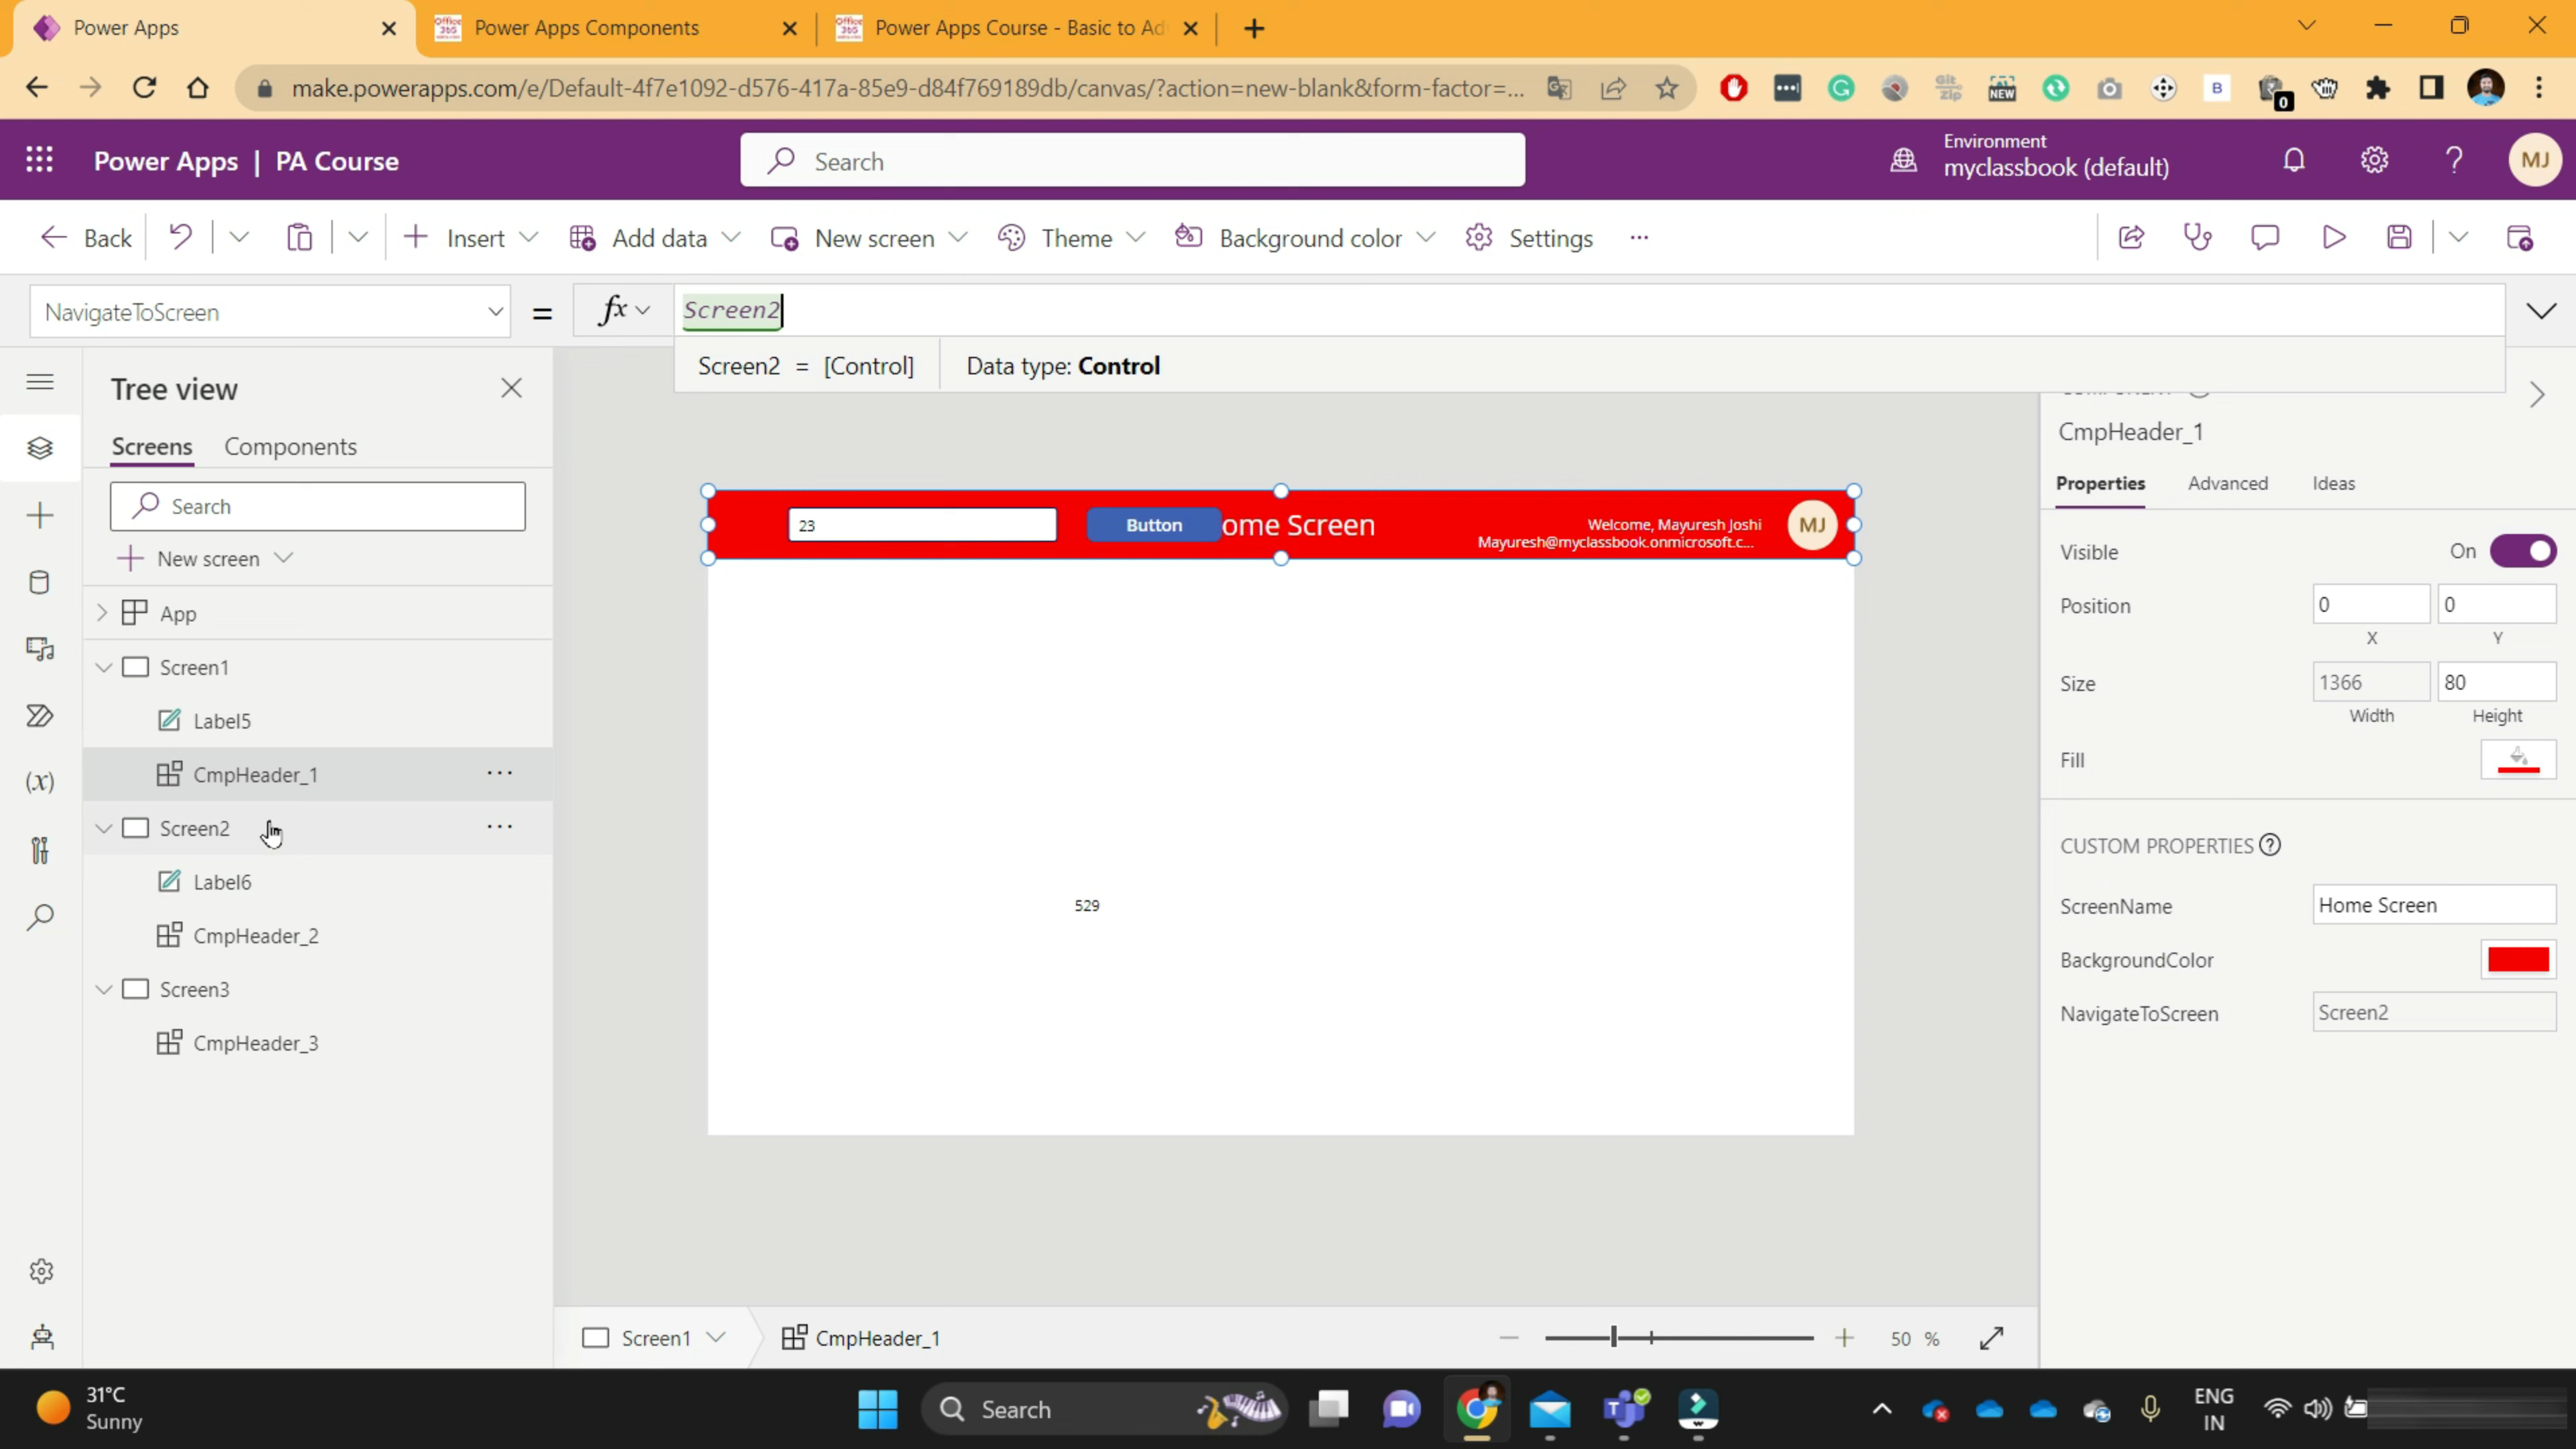 Power Apps
Power Apps Components
Power Apps Course - Basic to Ad
make.powerapps.com/e/Default-4f7e1092-d576-417a-85e9-d84f769189db/canvas/?action=new-blank&form-factor=...
Git
zip
NEW
B
0
Power Apps | PA Course
Search
Environment
myclassbook (default)
?
MJ
Back
Insert
Add data
New screen
Theme
Background color
Settings
NavigateToScreen
=
fx
Screen2
Screen2 = [Control]
Data type: Control
Tree view
Screens
Components
Search
New screen
App
Screen1
Label5
CmpHeader_1
Screen2
Label6
CmpHeader_2
Screen3
CmpHeader_3
(x)
23
Button
ome Screen
Welcome, Mayuresh Joshi
Mayuresh@myclassbook.onmicrosoft.c...
MJ
529
CmpHeader_1
Properties
Advanced
Ideas
Visible
On
Position
0
0
X
Y
Size
1366
80
Width
Height
Fill
CUSTOM PROPERTIES
ScreenName
Home Screen
BackgroundColor
NavigateToScreen
Screen2
Screen1
CmpHeader_1
50 %
31°C
Sunny
Search
ENG
IN